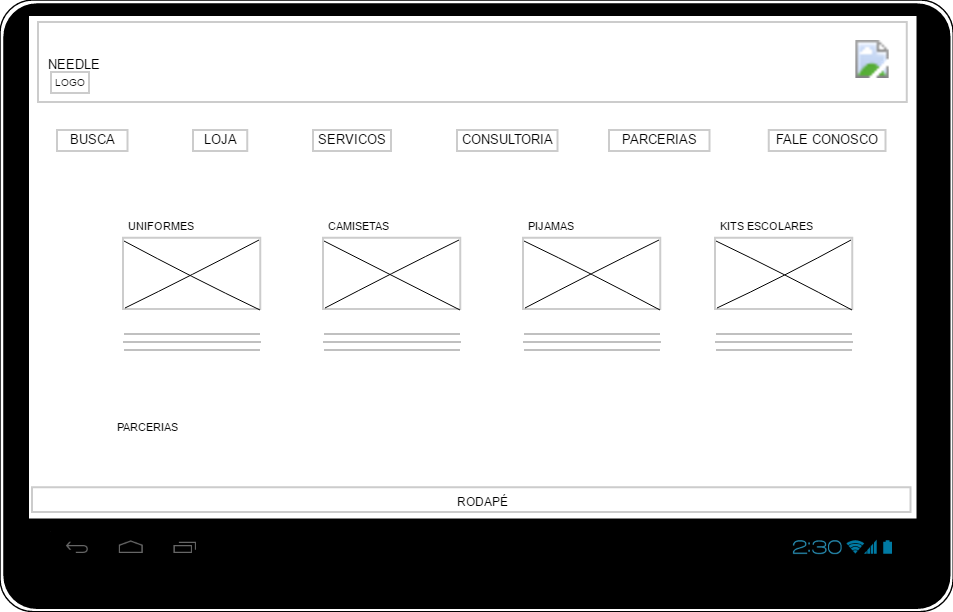 NEEDLE
LOGO
BUSCA
LOJA
SERVICOS
CONSULTORIA
PARCERIAS
FALE CONOSCO
UNIFORMES
CAMISETAS
PIJAMAS
KITS ESCOLARES
PARCERIAS
RODAPÉ
2:30